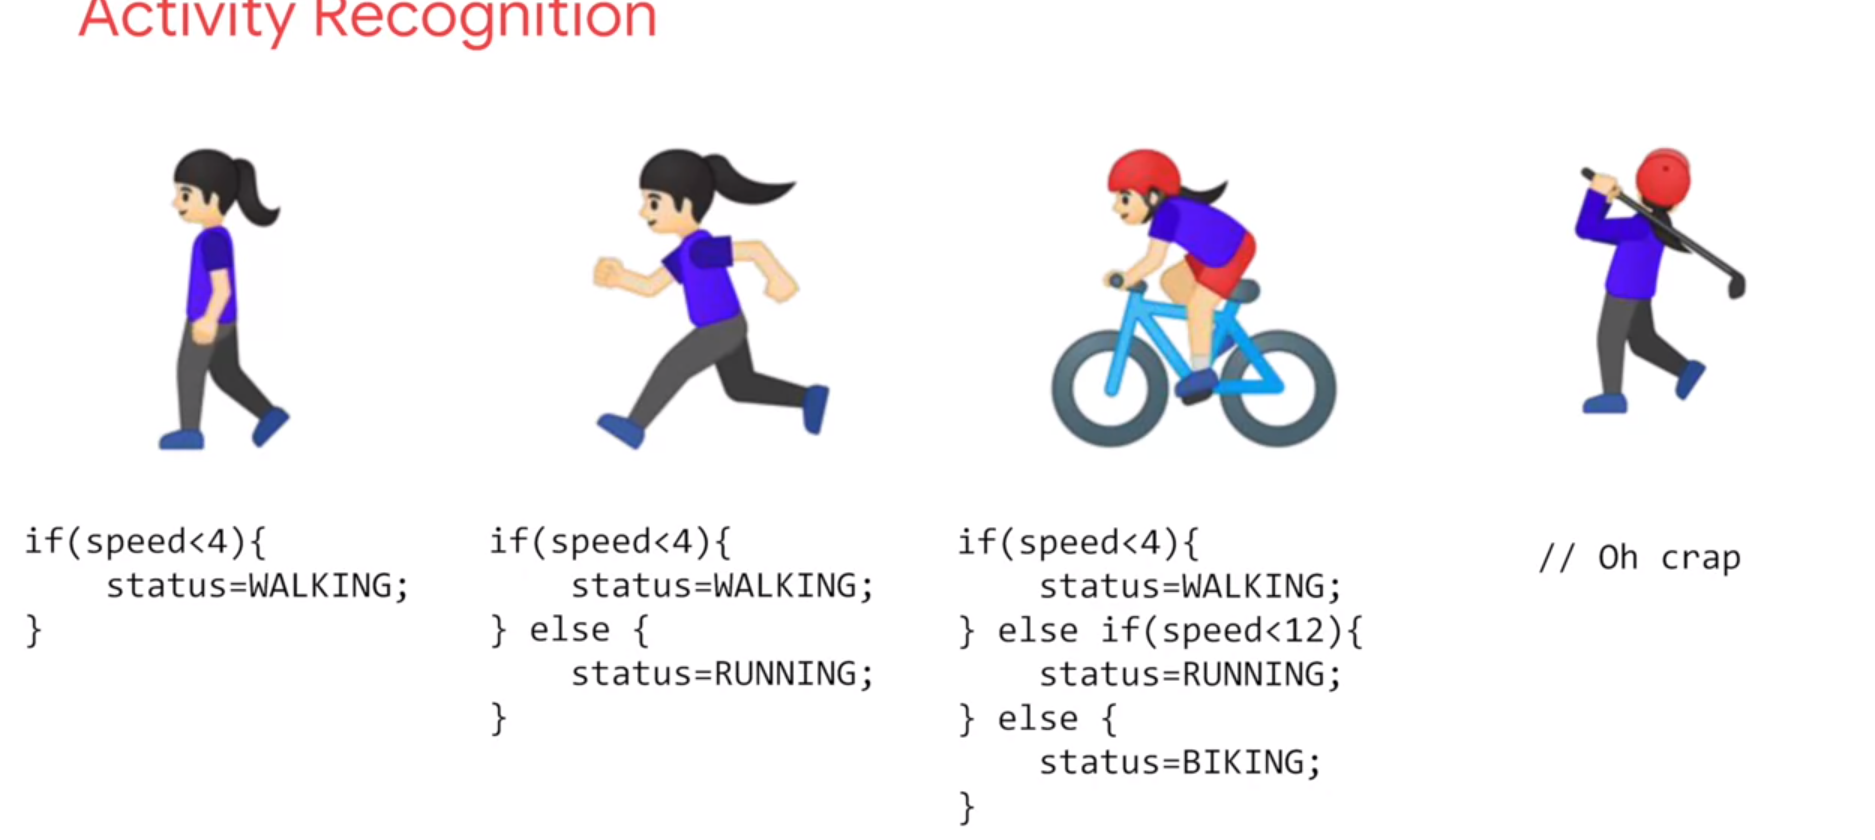 Activity Recognition
if(speed<4){
    status=WALKING;
}
if(speed<4){
    status=WALKING;
} else {
    status=RUNNING;
}
if(speed<4){
    status=WALKING;
} else if(speed<12){
    status=RUNNING;
} else {
    status=BIKING;
}
// Oh crap